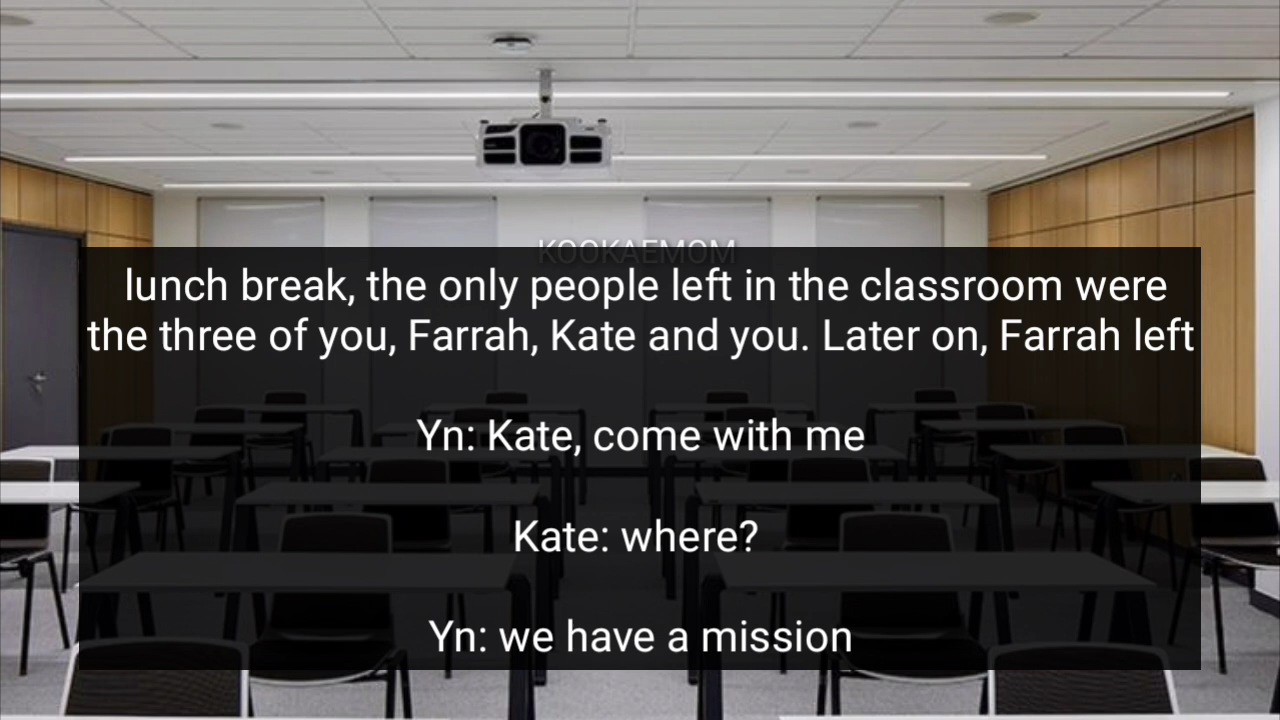 KOOKAEMOM
lunch break, the only people left in the classroom were
the three of you, Farrah, Kate and you. Later on, Farrah left
Yn: Kate, come with me
Kate: where?
Yn: we have a mission